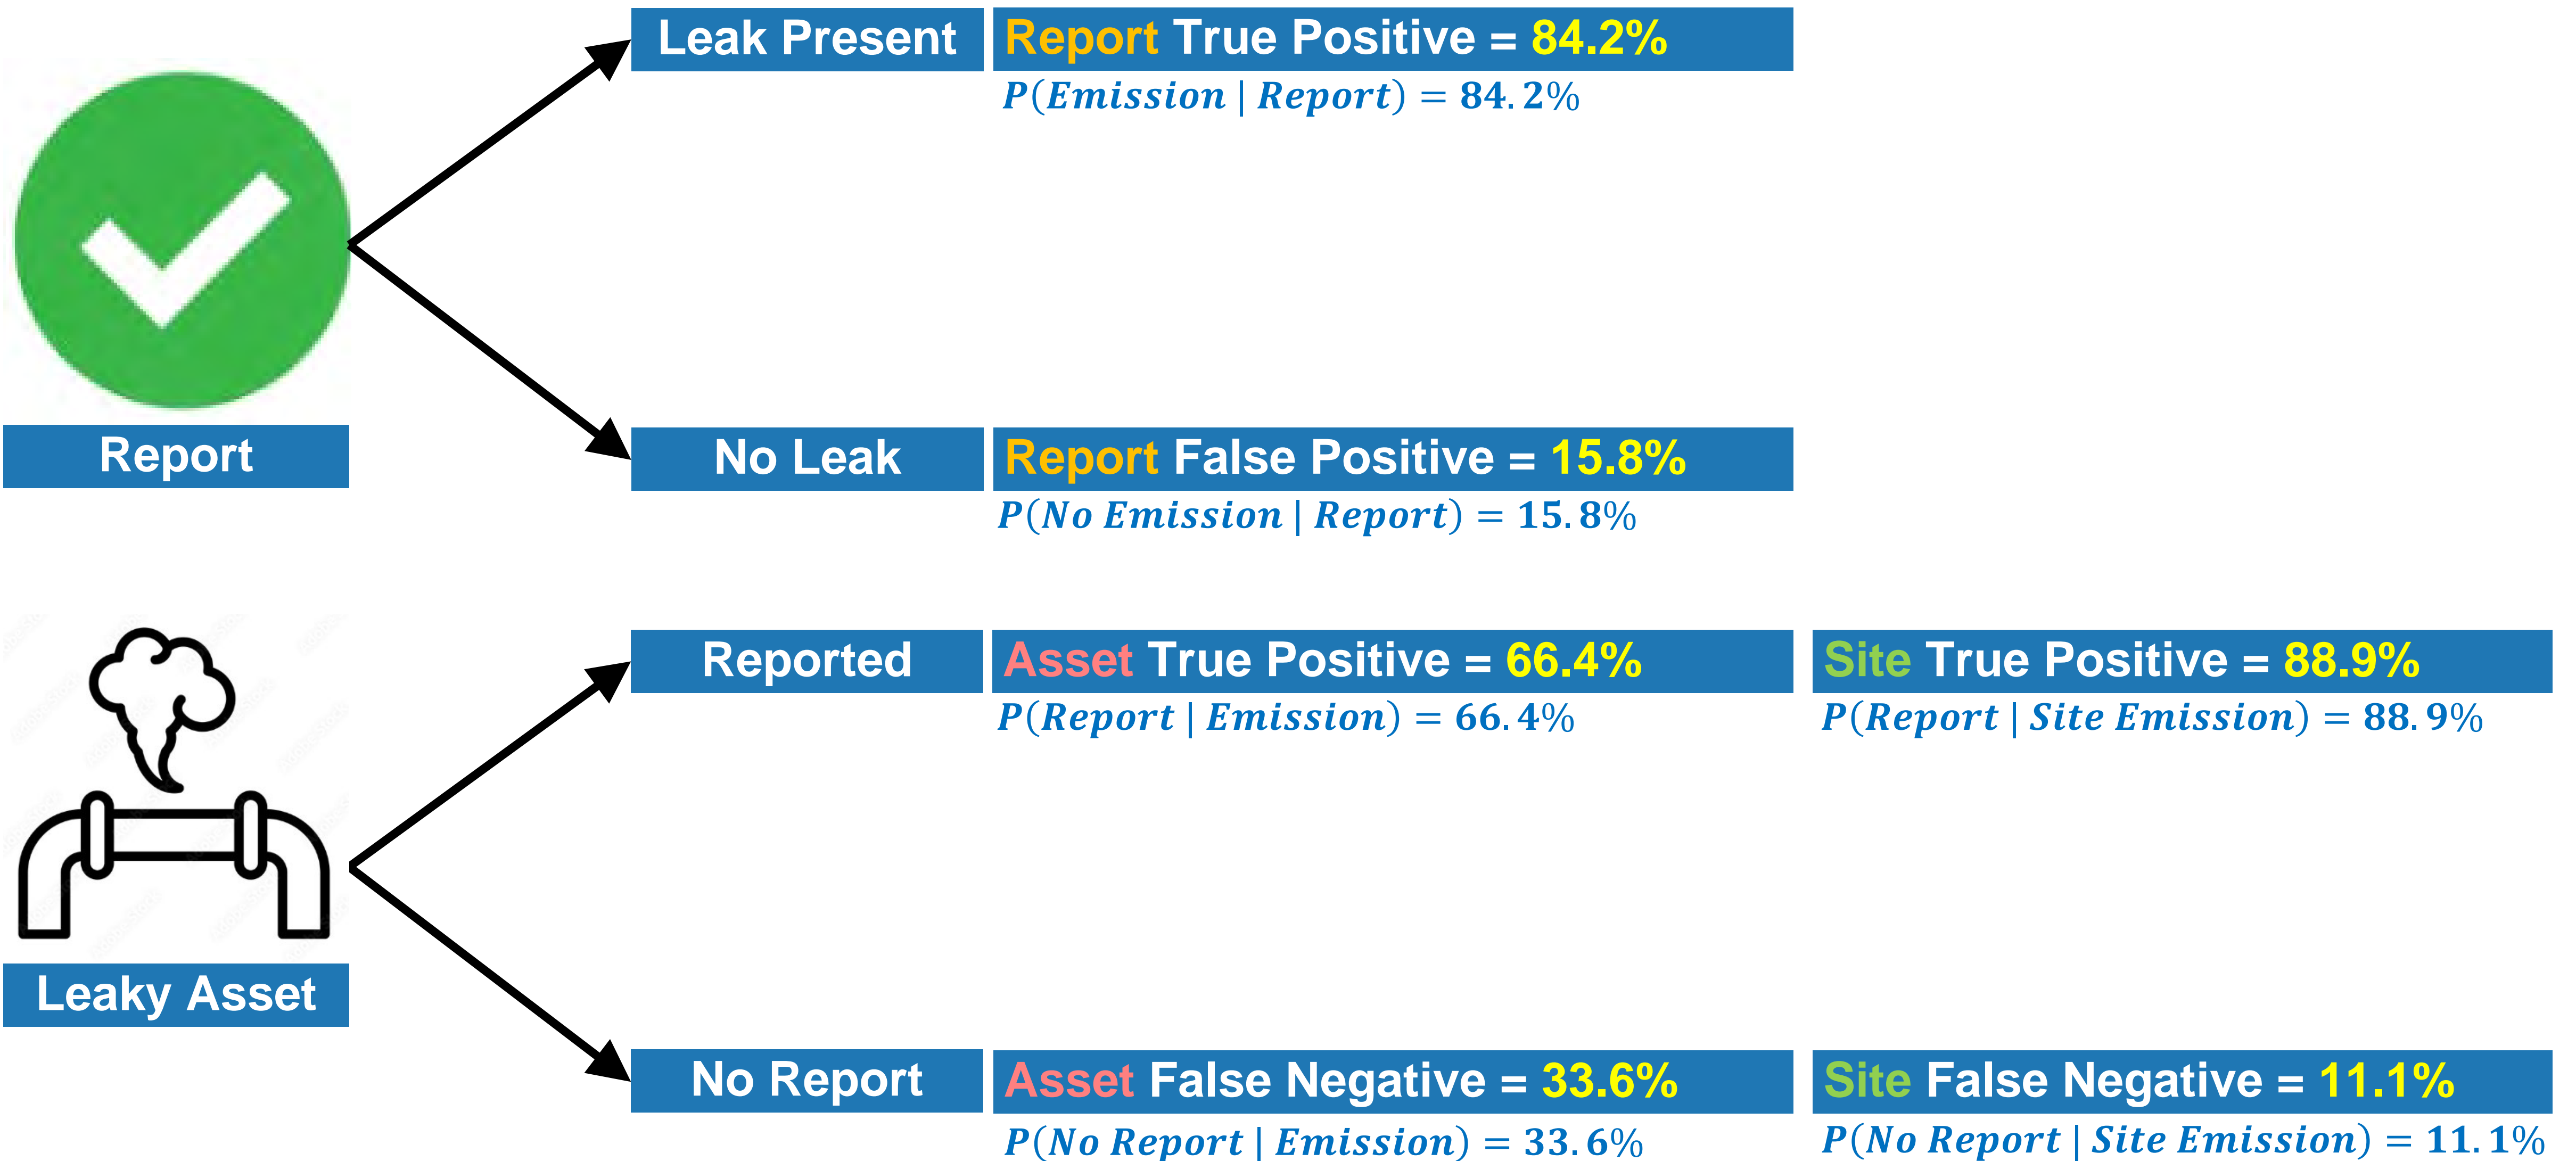 Leak Present
Report True Positive = 84.2%
P(Emission | Report) = 84.2%
Report
No Leak
Report False Positive = 15.8%
P(No Emission | Report) = 15.8%
Reported
Asset True Positive = 66.4%
Site True Positive = 88.9%
P(Report | Emission) = 66.4%
P(Report | Site Emission) = 88.9%
Leaky Asset
No Report
Asset False Negative = 33.6%
Site False Negative = 11.1%
P(No Report | Emission) = 33.6%
P(No Report | Site Emission) = 11.1%